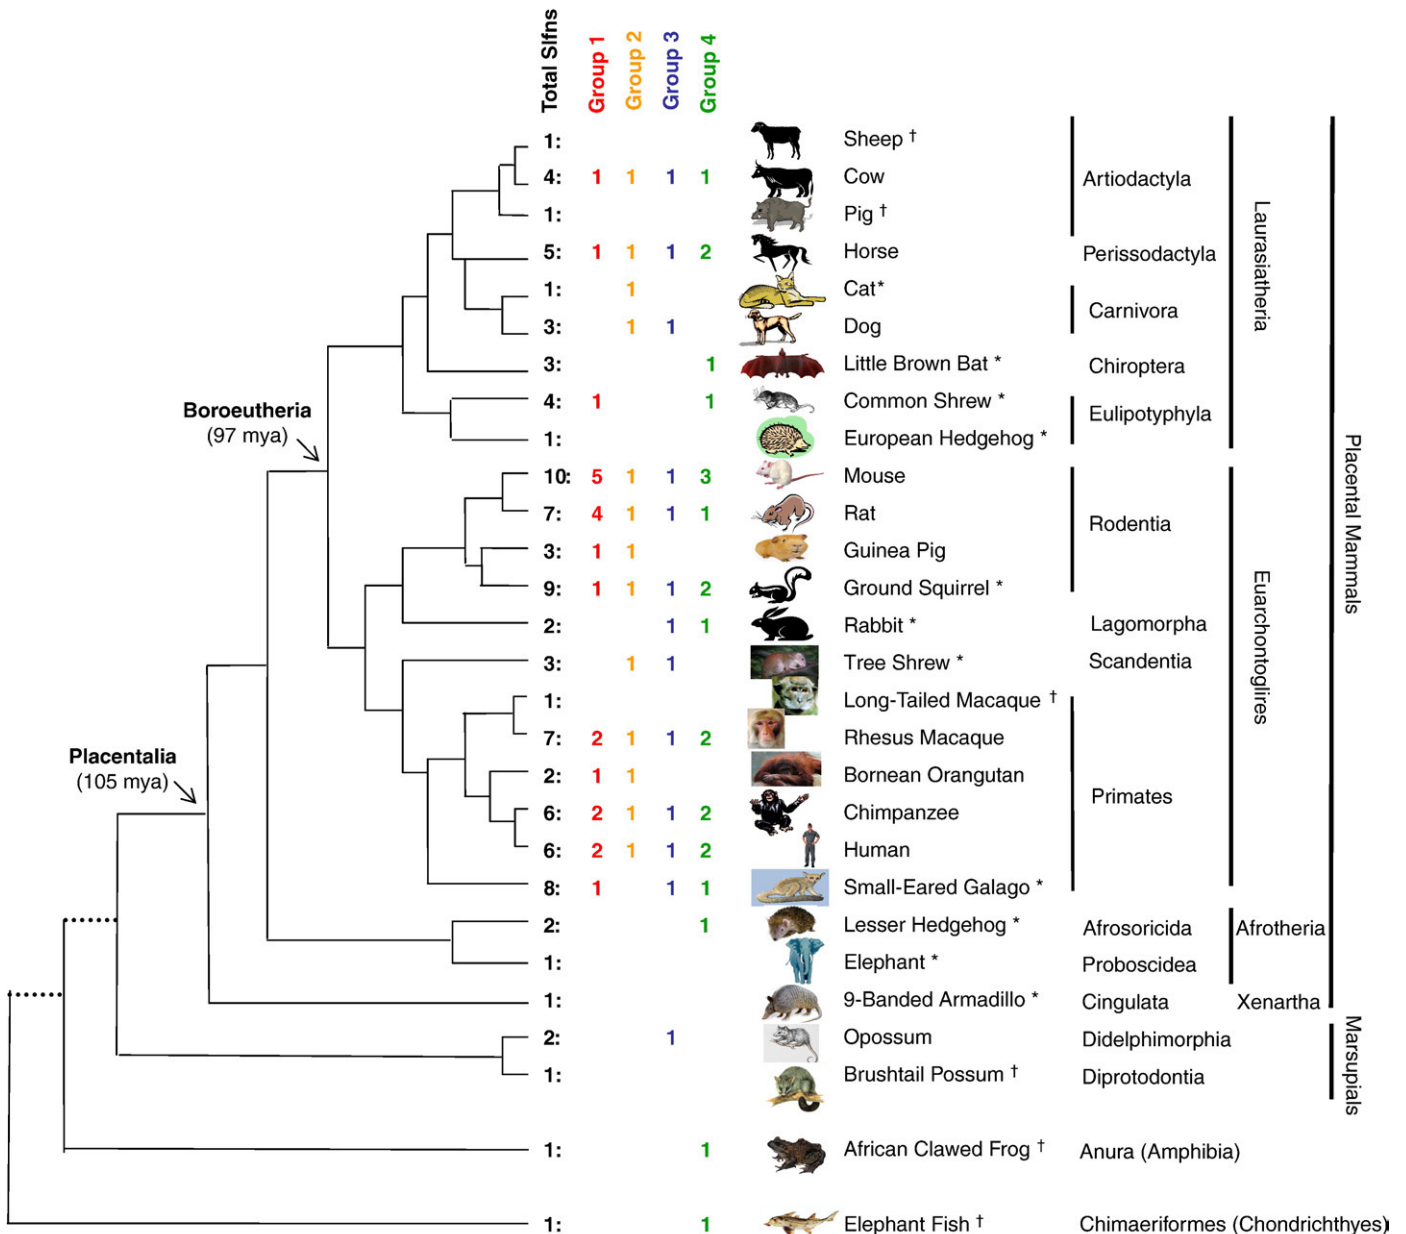 Total Slfns Group 1 Group 2 Group 3 Group 4
1: Sheep †
4: 1 1 1 1 Cow
Artiodactyla
1: Pig †
5: 1 1 1 2 Horse Perissodactyla
1: 1 Cat*
Carnivora
3: 1 1 Dog
Laurasiatheria
3: 1 Little Brown Bat * Chiroptera
4: 1 1 Common Shrew *
Eulipotyphyla
Boroeutheria
(97 mya)
1: European Hedgehog *
10: 5 1 1 3 Mouse
7: 4 1 1 1 Rat
Rodentia
Placental Mammals
3: 1 1 Guinea Pig
9: 1 1 1 2 Ground Squirrel *
2: 1 1 Rabbit * Lagomorpha
Euarchontoglires
3: 1 1 Tree Shrew * Scandentia
1: Long-Tailed Macaque †
7: 2 1 1 2 Rhesus Macaque
Placentalia
(105 mya)
2: 1 1 Bornean Orangutan
Primates
6: 2 1 1 2 Chimpanzee
6: 2 1 1 2 Human
8: 1 1 1 Small-Eared Galago *
2: 1 Lesser Hedgehog * Afrosoricida Afrotheria
1: Elephant * Proboscidea
1: 9-Banded Armadillo * Cingulata Xenartha
2: 1 Opossum Didelphimorphia
Marsupials
1: Brushtail Possum † Diprotodontia
1: 1 African Clawed Frog † Anura (Amphibia)
1: 1 Elephant Fish † Chimaeriformes (Chondrichthyes)